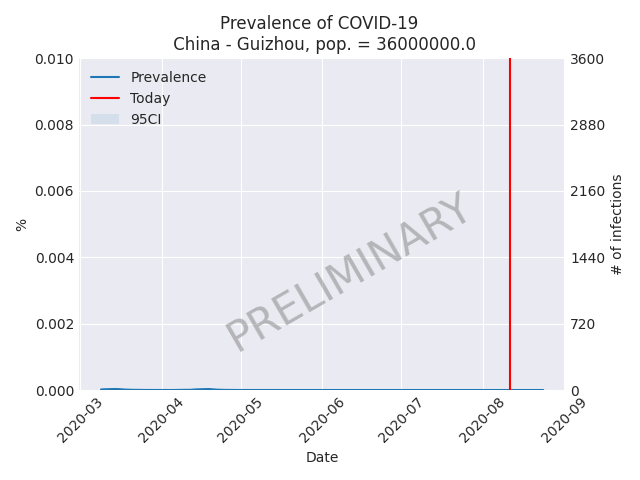 Prevalence of COVID-19
China - Guizhou, pop. = 36000000.0
0.010
0.008
0.006
0.004
0.002
0.000
%
Prevalence
Today
95CI
PRELIMINARY
3600
2880
2160
1440
720
0
# of infections
2020-03
2020-04
2020-05
2020-06
2020-07
2020-08
2020-09
Date